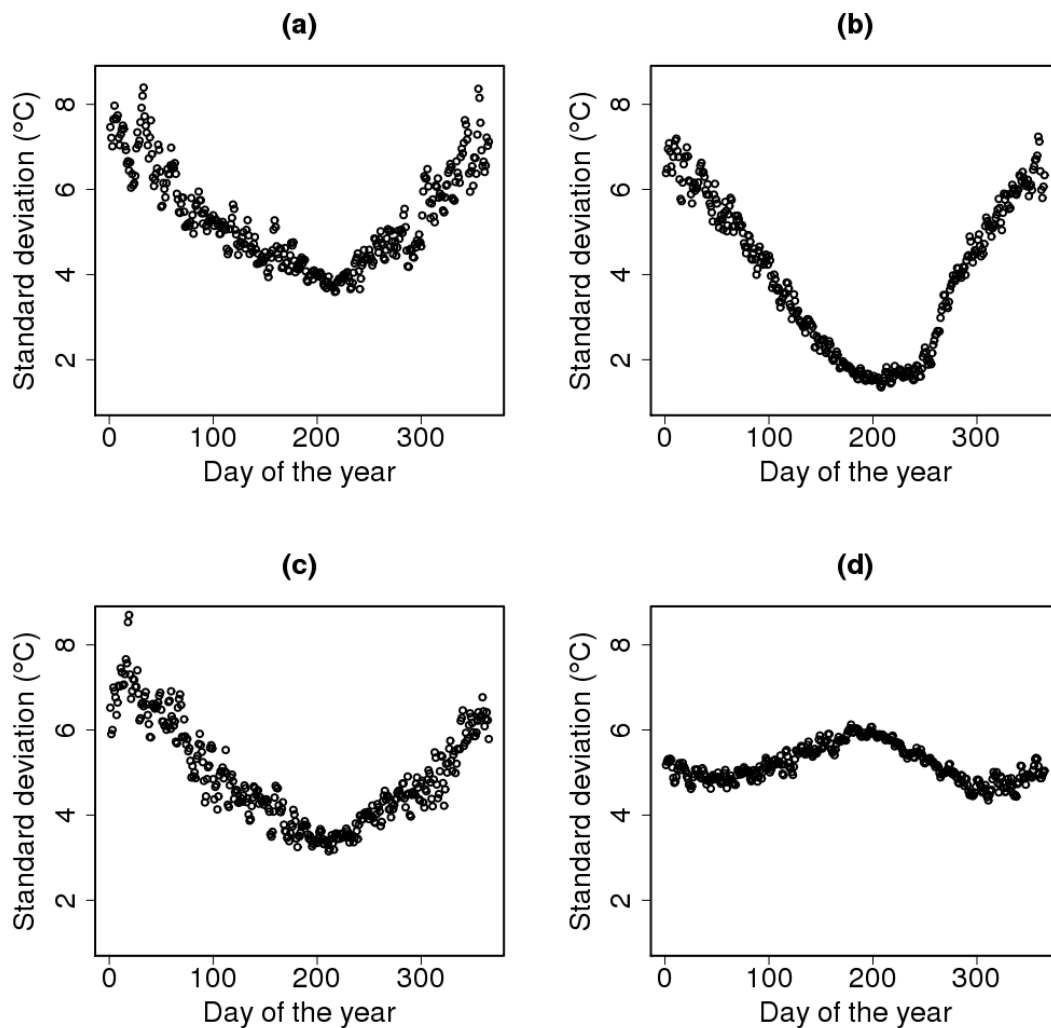 (a)
Standard deviation (°C)
8
6
4
2
0 100 200 300
Day of the year
(b)
Standard deviation (°C)
8
6
4
2
0 100 200 300
Day of the year
(c)
Standard deviation (°C)
8
6
4
2
0 100 200 300
Day of the year
(d)
Standard deviation (°C)
8
6
4
2
0 100 200 300
Day of the year